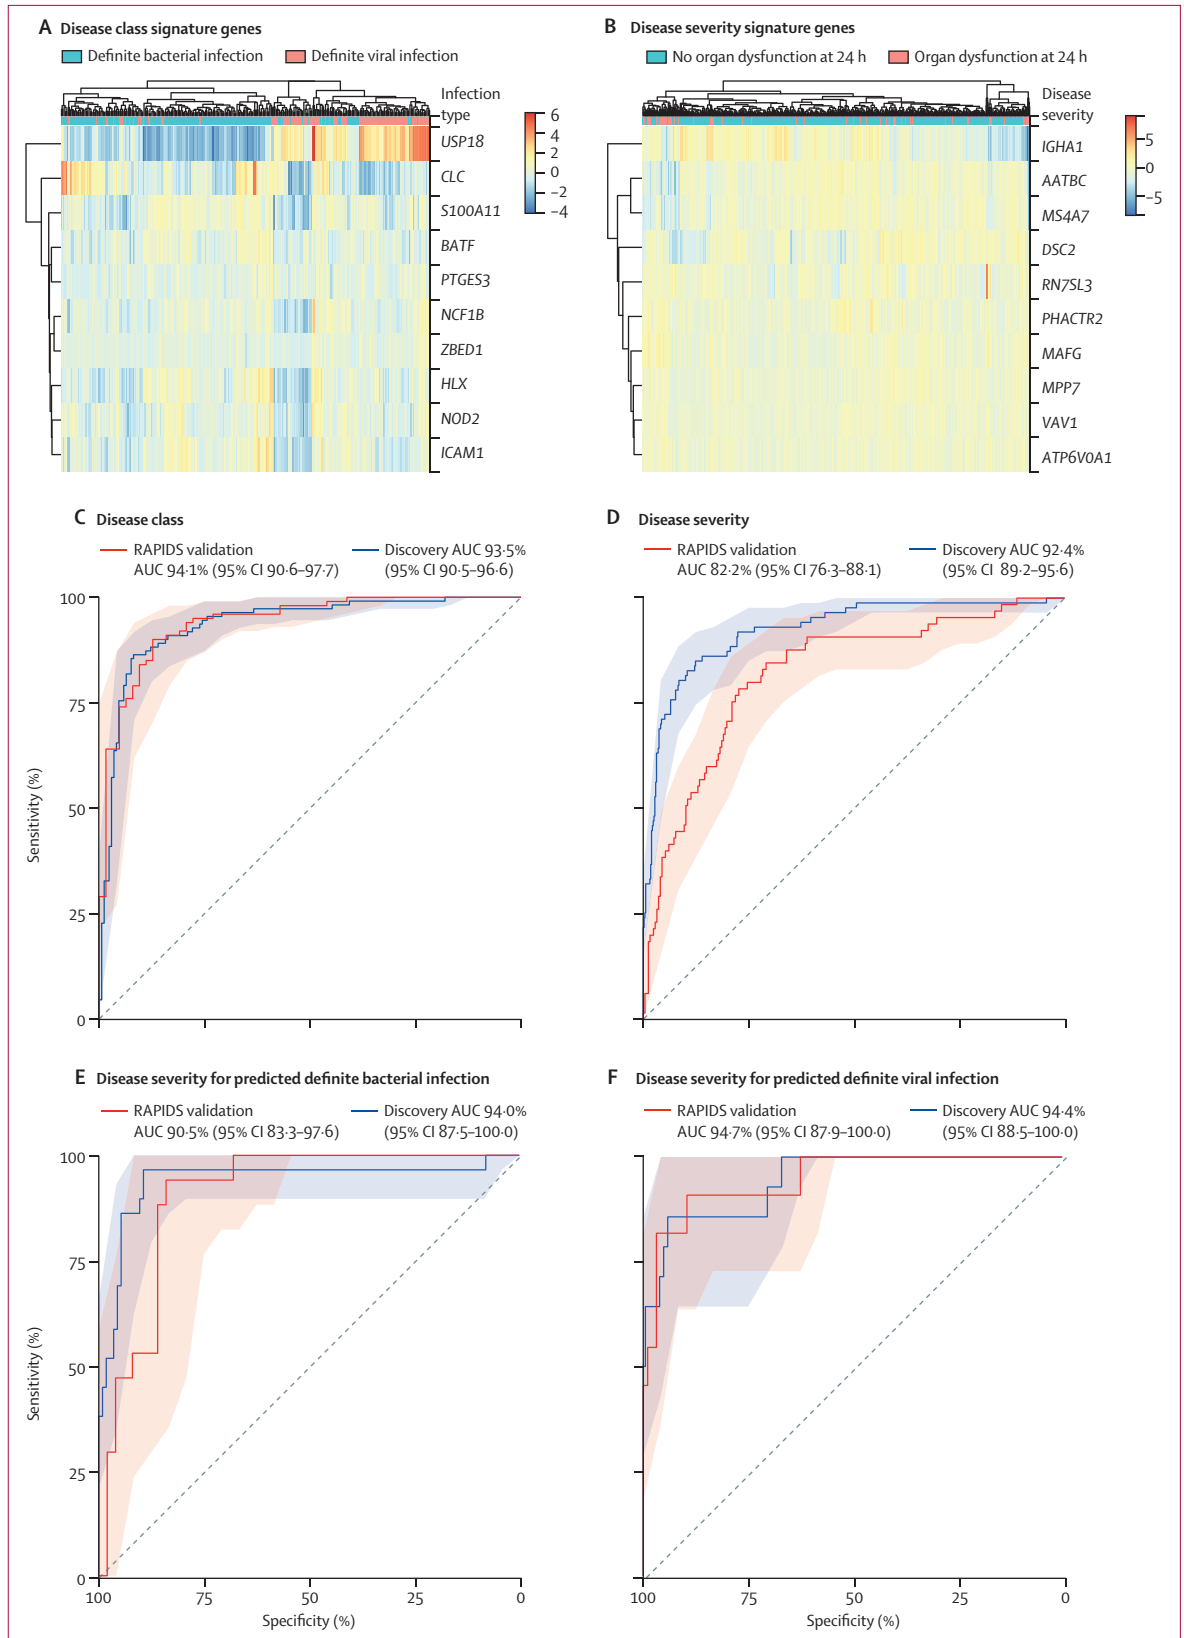 A Disease class signature genes
Definite bacterial infection
Definite viral infection
Infection
type
USP18
CLC
S100A11
BATF
PTGES3
NCF1B
ZBED1
HLX
NOD2
ICAM1
6
4
2
0
−2
−4
B Disease severity signature genes
No organ dysfunction at 24 h
Organ dysfunction at 24 h
Disease
severity
IGHA1
AATBC
MS4A7
DSC2
RN7SL3
PHACTR2
MAFG
MPP7
VAV1
ATP6V0A1
5
0
−5
C Disease class
RAPIDS validation
AUC 94·1% (95% CI 90·6–97·7)
Discovery AUC 93·5%
(95% CI 90·5–96·6)
100
75
50
25
0
Sensitivity (%)
D Disease severity
RAPIDS validation
AUC 82·2% (95% CI 76·3–88·1)
Discovery AUC 92·4%
(95% CI 89·2–95·6)
E Disease severity for predicted definite bacterial infection
RAPIDS validation
AUC 90·5% (95% CI 83·3–97·6)
Discovery AUC 94·0%
(95% CI 87·5–100·0)
100
75
50
25
0
Sensitivity (%)
100
75
50
25
0
Specificity (%)
F Disease severity for predicted definite viral infection
RAPIDS validation
AUC 94·7% (95% CI 87·9–100·0)
Discovery AUC 94·4%
(95% CI 88·5–100·0)
100
75
50
25
0
Specificity (%)